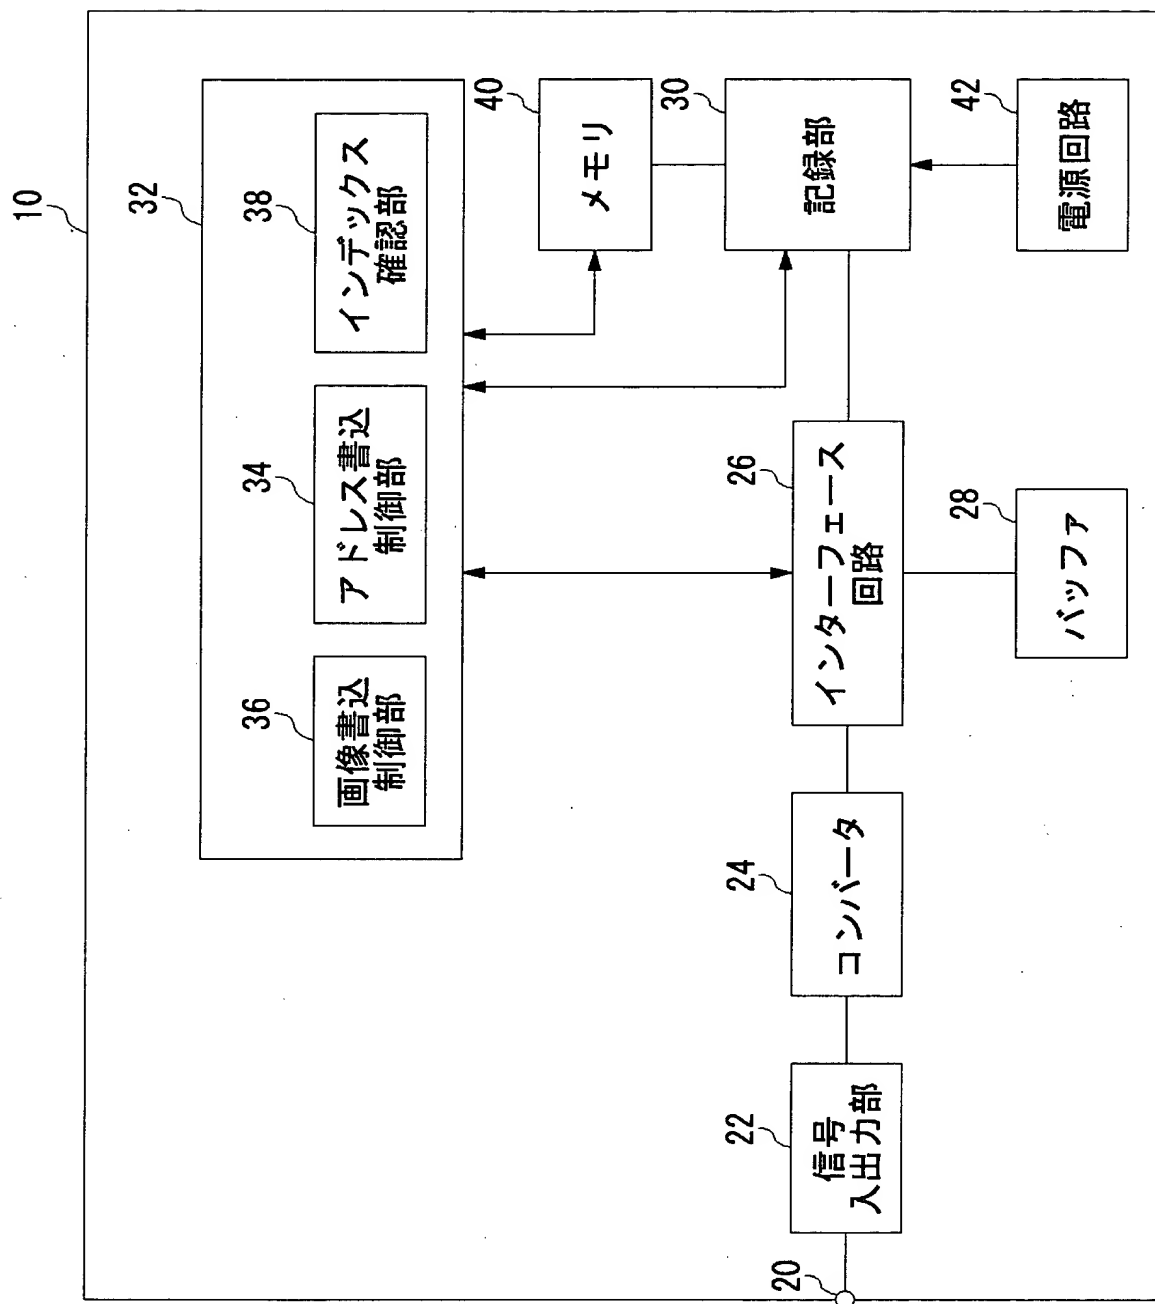 10
32
36
画像書込
制御部
34
アドレス書込
制御部
38
インデックス
確認部
40
メモリ
30
記録部
42
電源回路
20
22
信号
入出力部
24
コンバータ
26
インターフェース
回路
28
バッファ